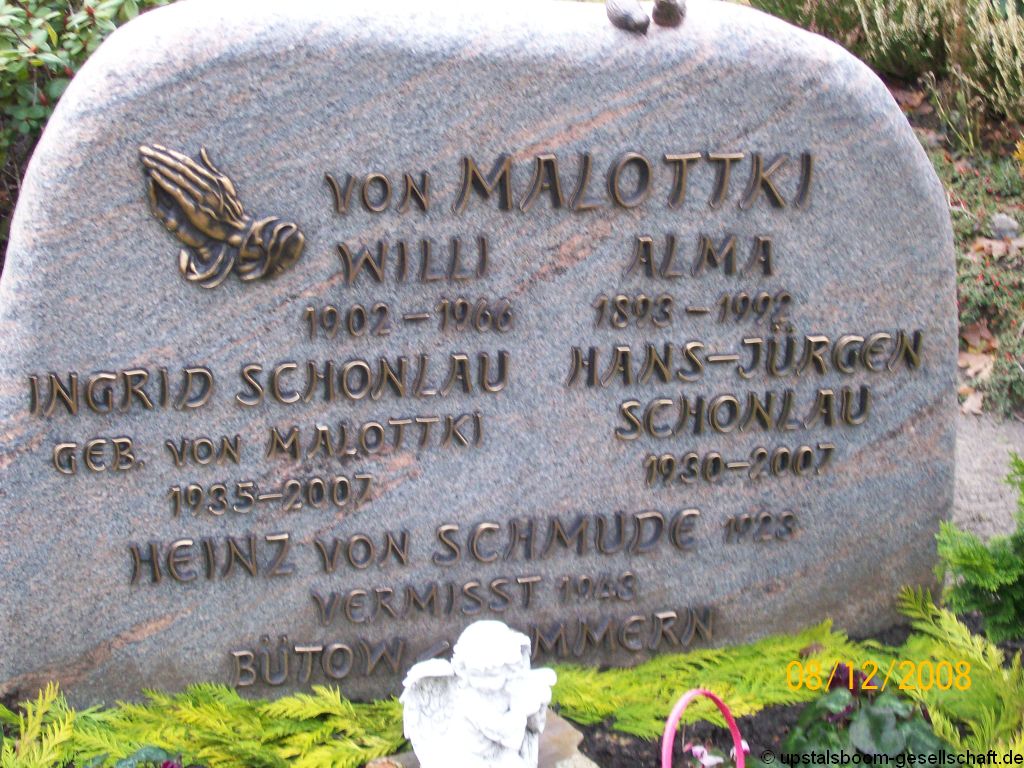 VON MALOTTKI
WILLI ALMA
1902 – 1966 1893 – 1992
INGRID SCHONLAU HANS-JÜRGEN
GEB. VON MALOTTKI SCHONLAU
1935–2007 1930–2007
HEINZ VON SCHMUDE 1923
VERMISST 1943
BÜTOW MMERN
08/12/2008
© upstalsboom-gesellschaft.de